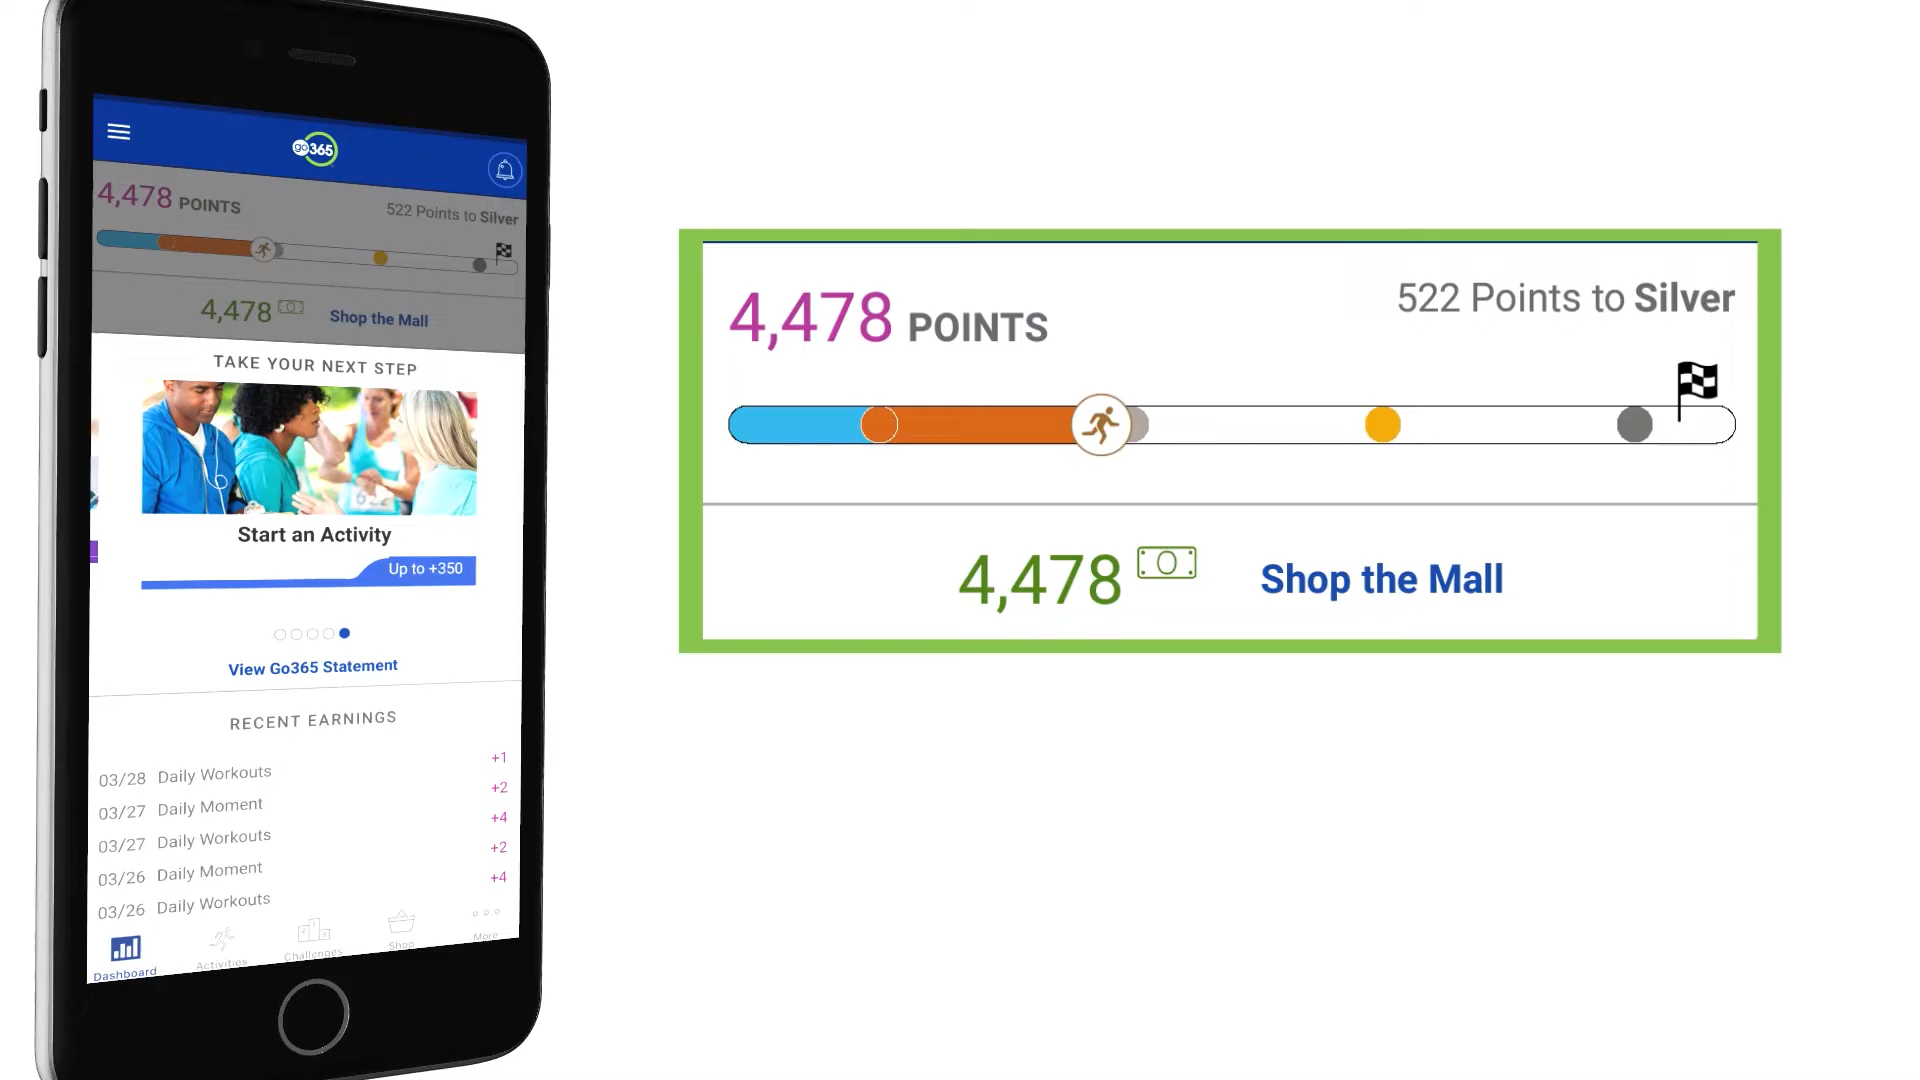 go365
4,478 POINTS
522 Points to Silver
4,478
Shop the Mall
TAKE YOUR NEXT STEP
Start an Activity
Up to +350
View Go365 Statement
RECENT EARNINGS
03/28 Daily Workouts +1
03/27 Daily Moment +2
03/27 Daily Workouts +4
03/26 Daily Moment +2
03/26 Daily Workouts +4
Dashboard
Activities
Challenges
Shop
More
4,478 POINTS
522 Points to Silver
4,478
Shop the Mall